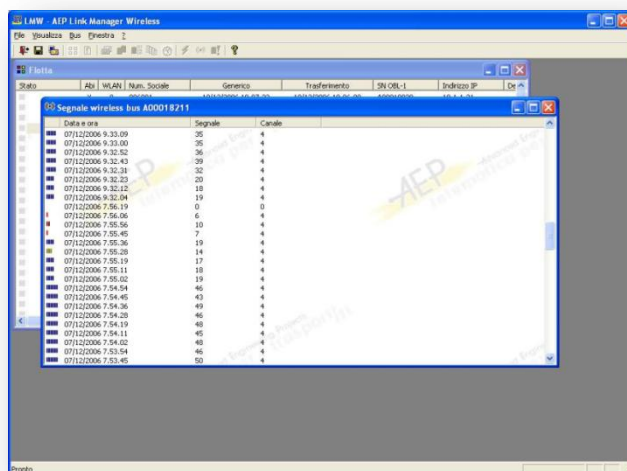 LMW - AEP Link Manager Wireless
File Visualizza Bus Finestra ?
Flotta
Stato Abi WLAN Num. Sociale Generico Trasferimento SN OBL-1 Indirizzo IP
Segnale wireless bus A00018211
Data e ora Segnale Canale
07/12/2006 9.33.09 35 4
07/12/2006 9.33.00 35 4
07/12/2006 9.32.52 36 4
07/12/2006 9.32.43 39 4
07/12/2006 9.32.31 32 4
07/12/2006 9.32.23 20 4
07/12/2006 9.32.12 18 4
07/12/2006 9.32.04 19 4
07/12/2006 7.56.19 0 0
07/12/2006 7.56.06 6 4
07/12/2006 7.55.56 10 4
07/12/2006 7.55.45 7 4
07/12/2006 7.55.36 19 4
07/12/2006 7.55.28 14 4
07/12/2006 7.55.19 17 4
07/12/2006 7.55.11 18 4
07/12/2006 7.55.02 19 4
07/12/2006 7.54.54 46 4
07/12/2006 7.54.45 43 4
07/12/2006 7.54.36 49 4
07/12/2006 7.54.28 46 4
07/12/2006 7.54.19 48 4
07/12/2006 7.54.11 45 4
07/12/2006 7.54.02 48 4
07/12/2006 7.53.54 46 4
07/12/2006 7.53.45 50 4
AEP
AEP
Pronto